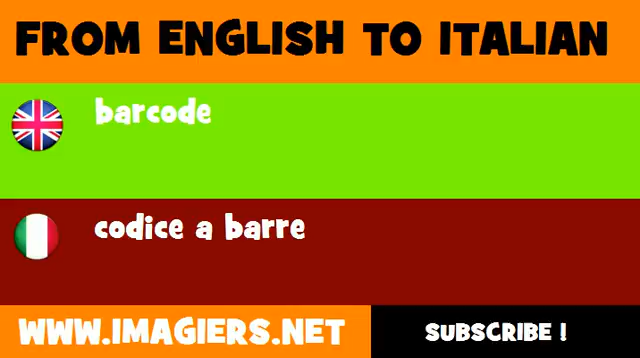 FROM ENGLISH TO ITALIAN
barcode
codice a barre
WWW.IMAGIERS.NET
SUBSCRIBE !